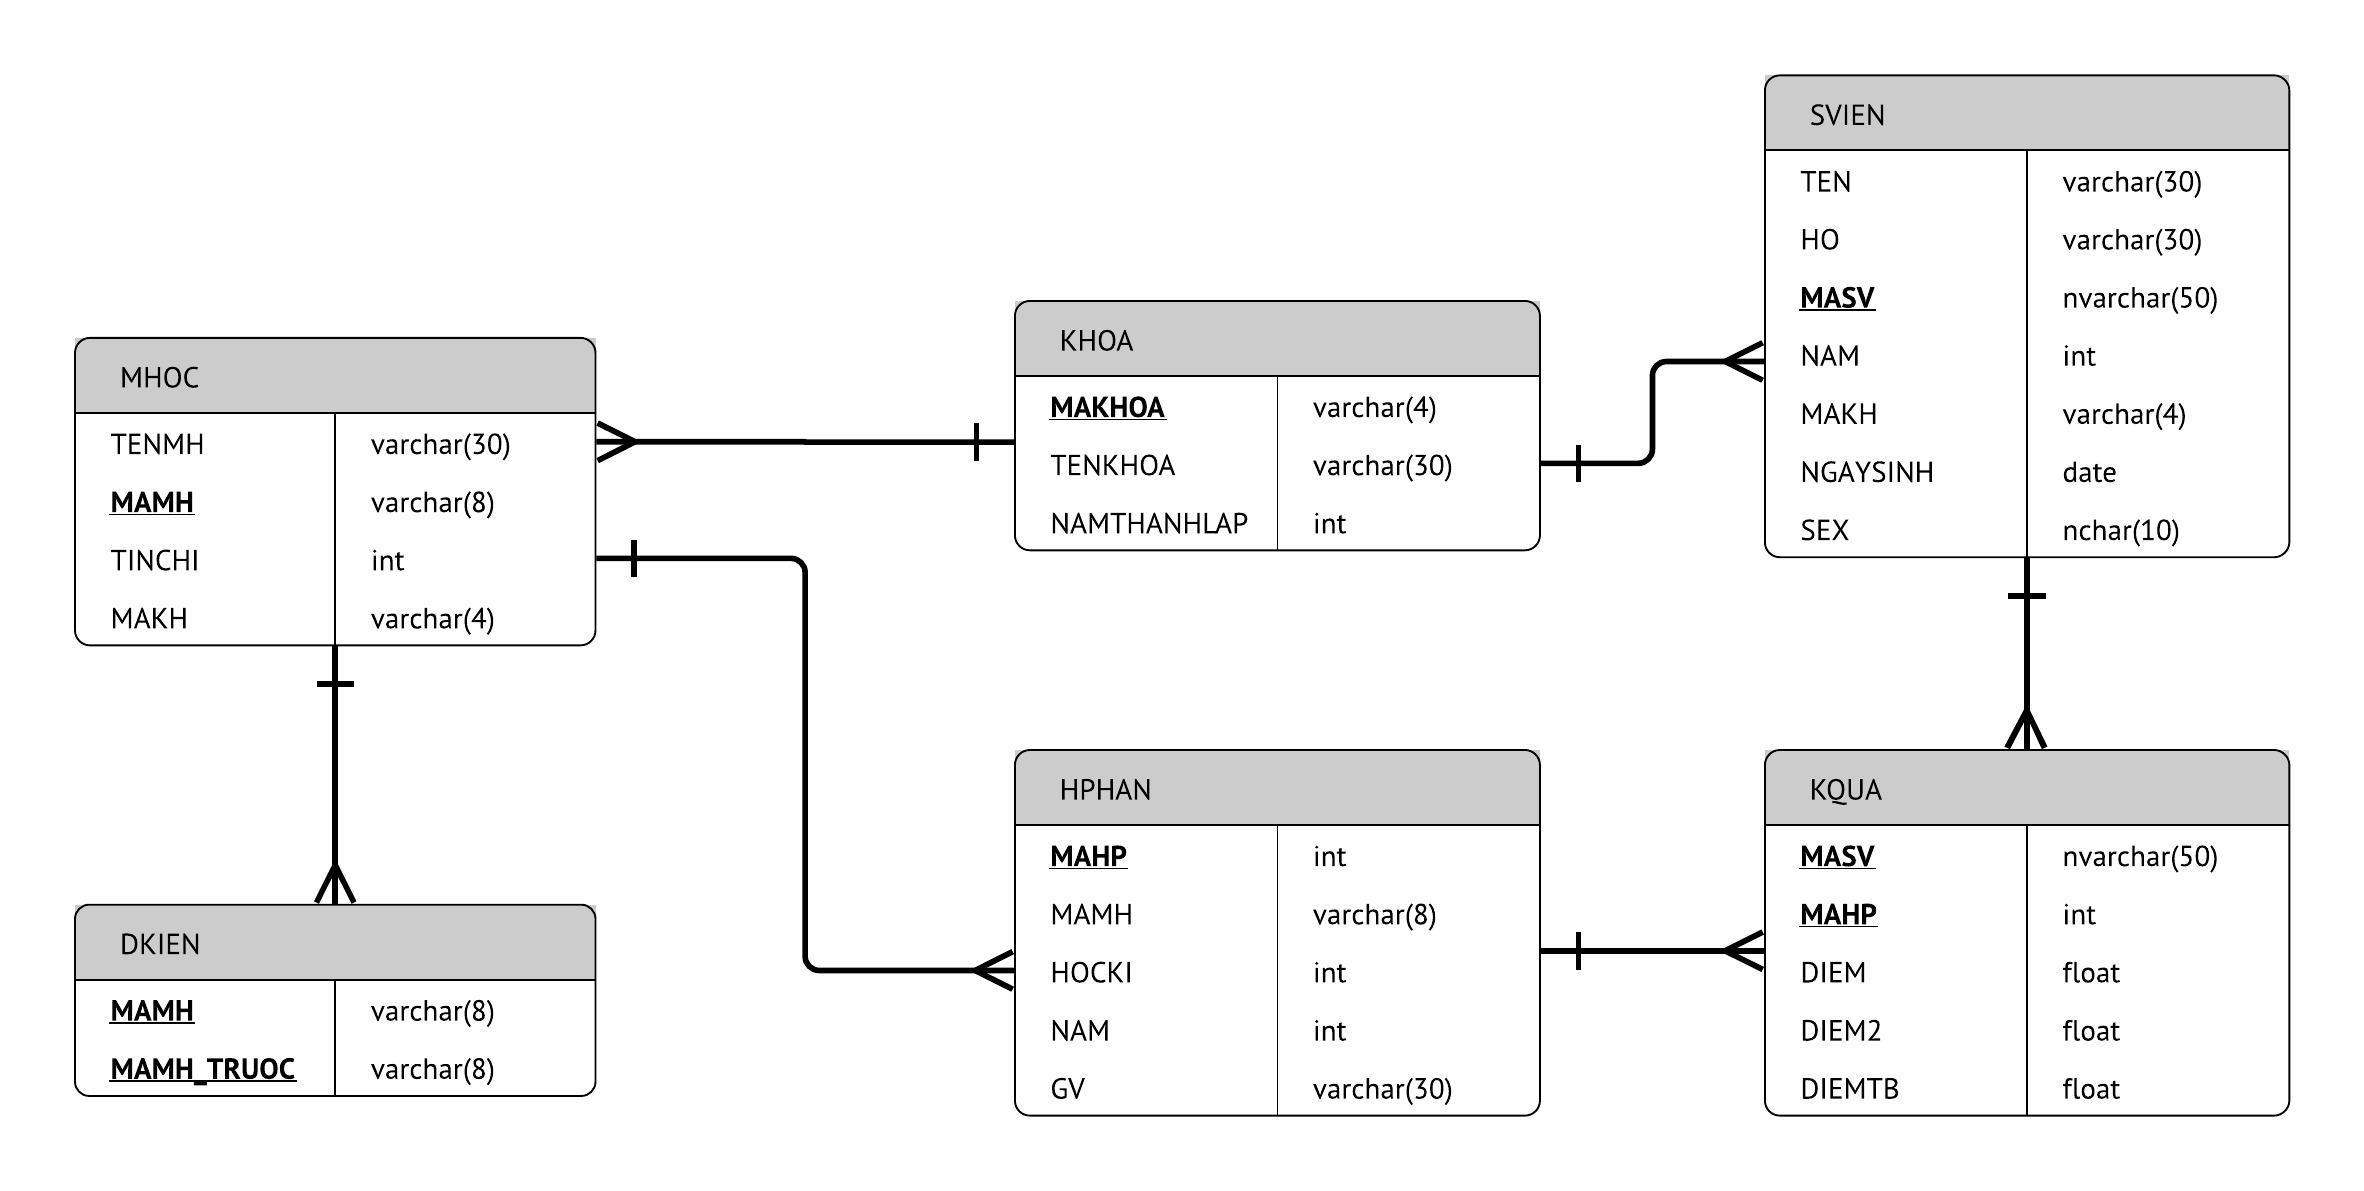 SVIEN
TEN varchar(30)
HO varchar(30)
MASV nvarchar(50)
NAM int
MAKH varchar(4)
NGAYSINH date
SEX nchar(10)
KHOA
MAKHOA varchar(4)
TENKHOA varchar(30)
NAMTHANHLAP int
MHOC
TENMH varchar(30)
MAMH varchar(8)
TINCHI int
MAKH varchar(4)
HPHAN
MAHP int
MAMH varchar(8)
HOCKI int
NAM int
GV varchar(30)
KQUA
MASV nvarchar(50)
MAHP int
DIEM float
DIEM2 float
DIEMTB float
DKIEN
MAMH varchar(8)
MAMH_TRUOC varchar(8)